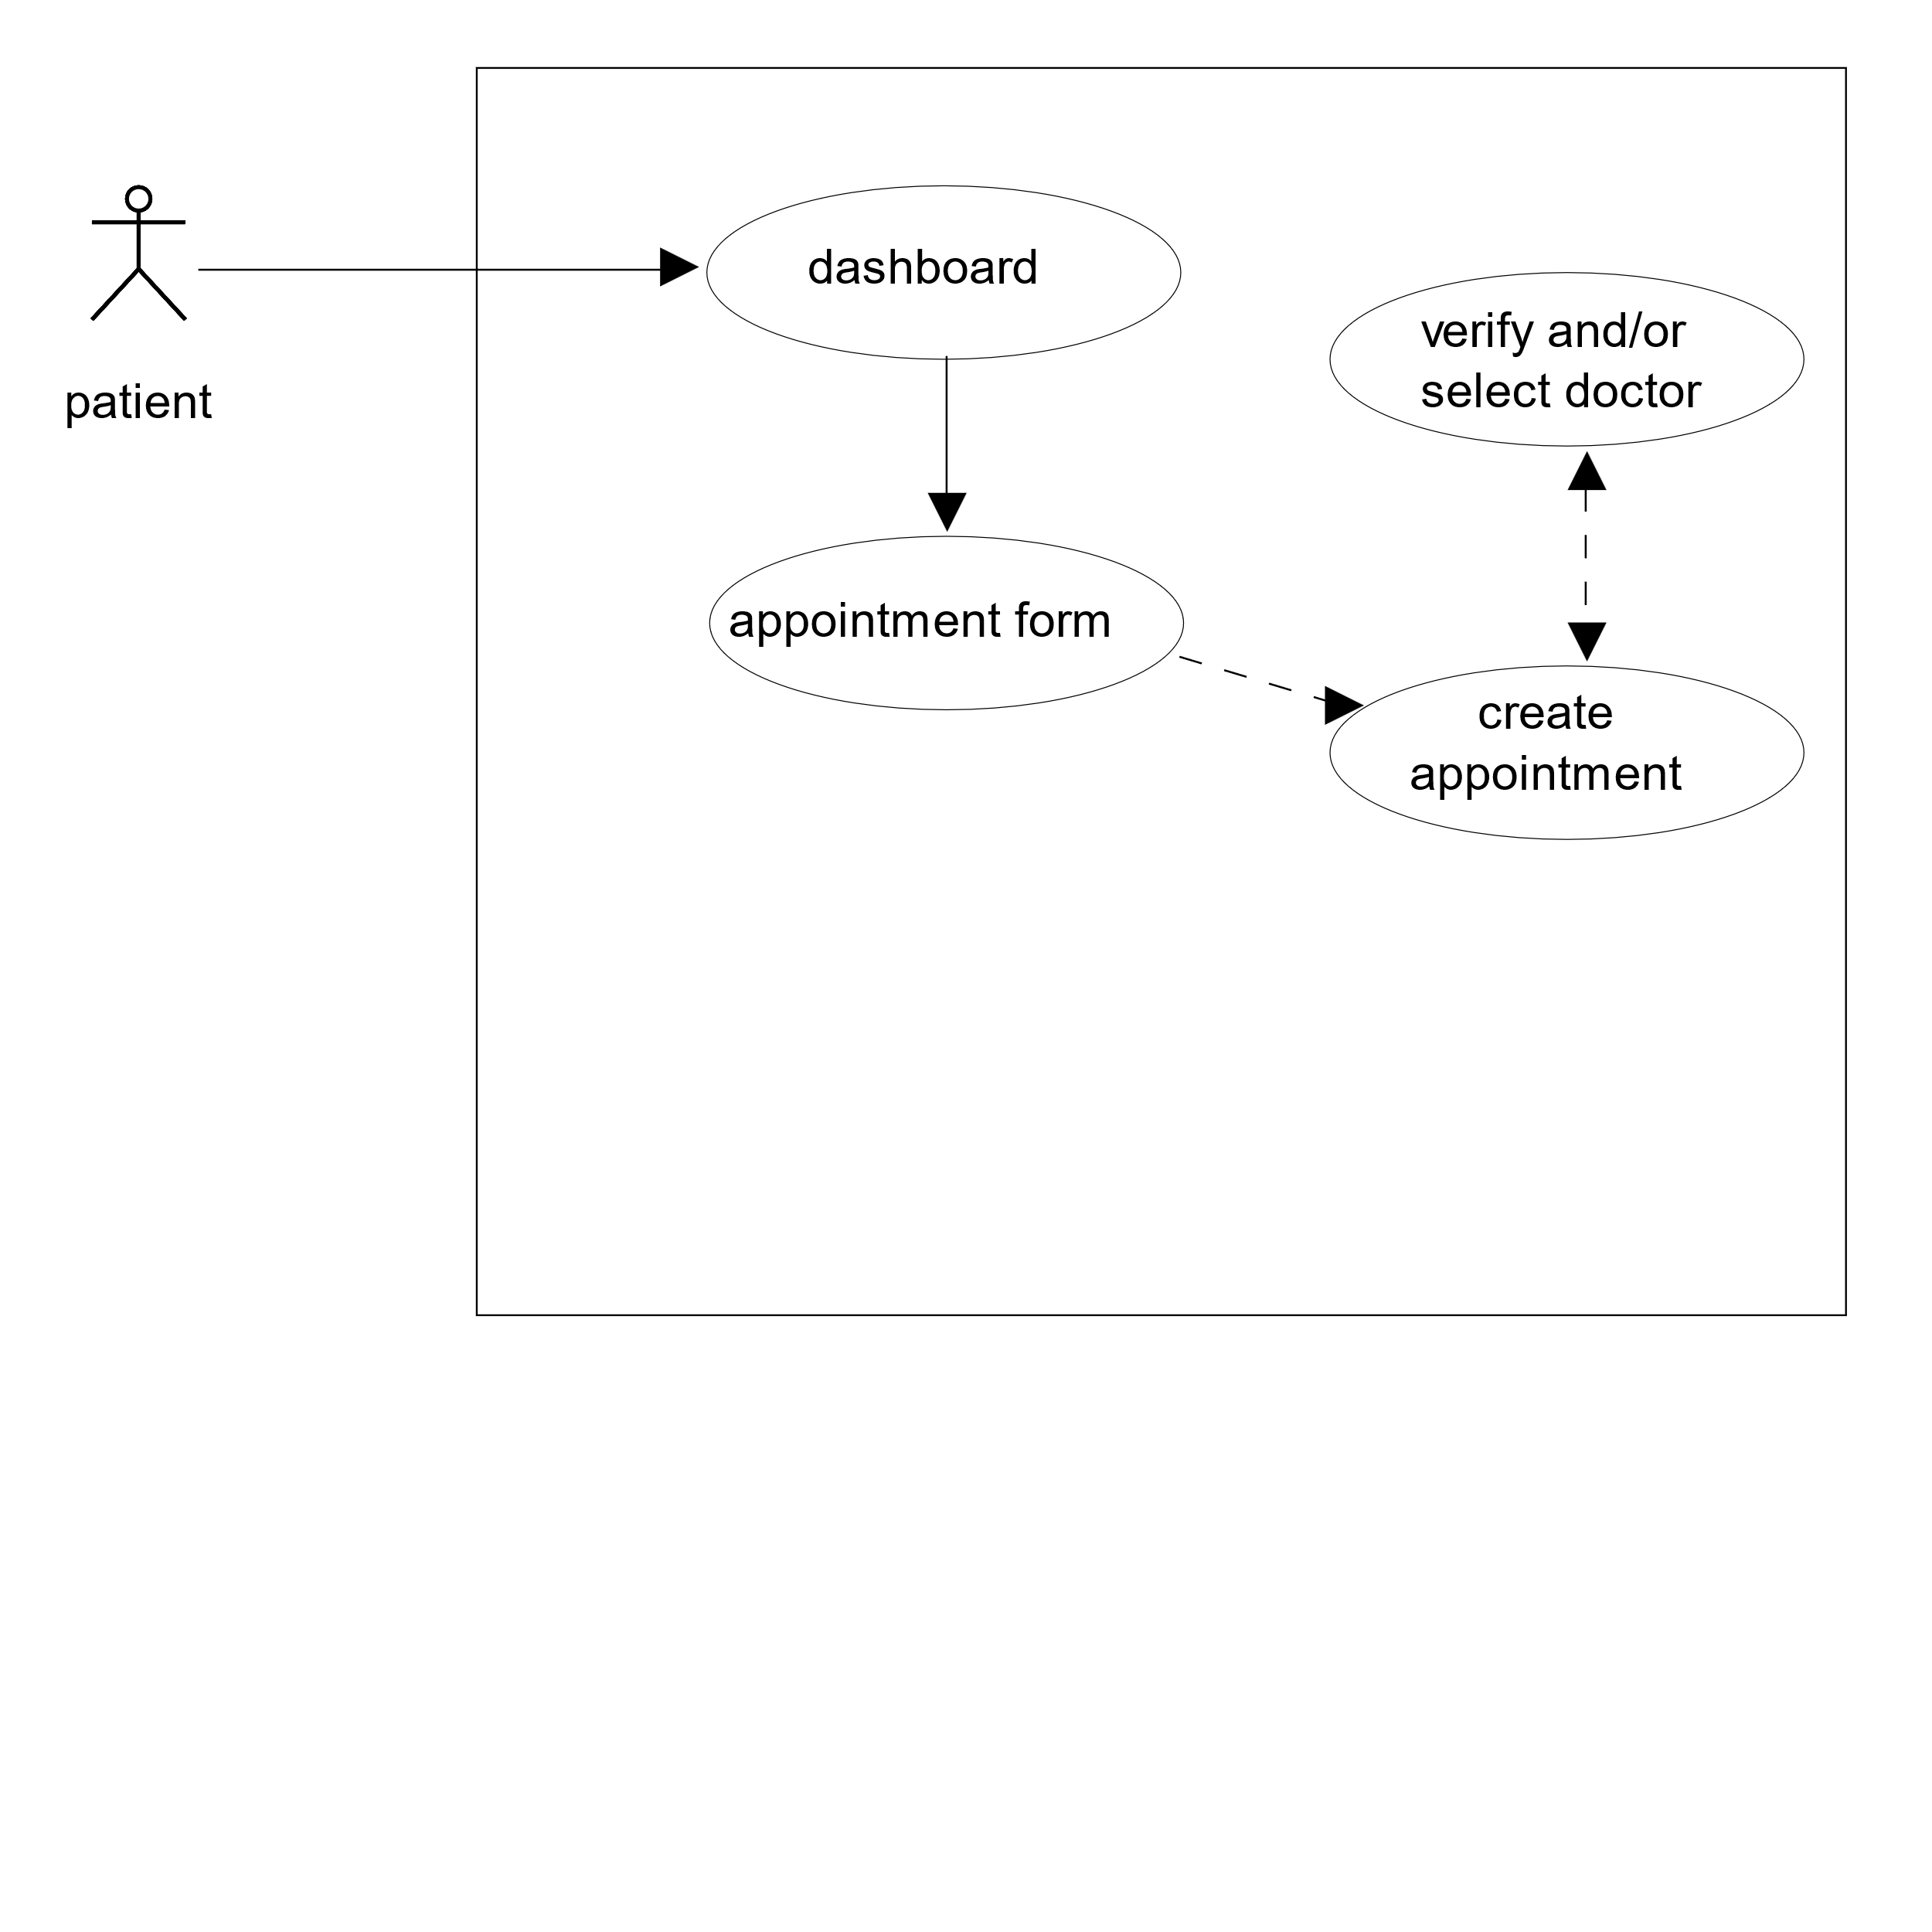 patient
dashboard
verify and/or
select doctor
appointment form
create
appointment